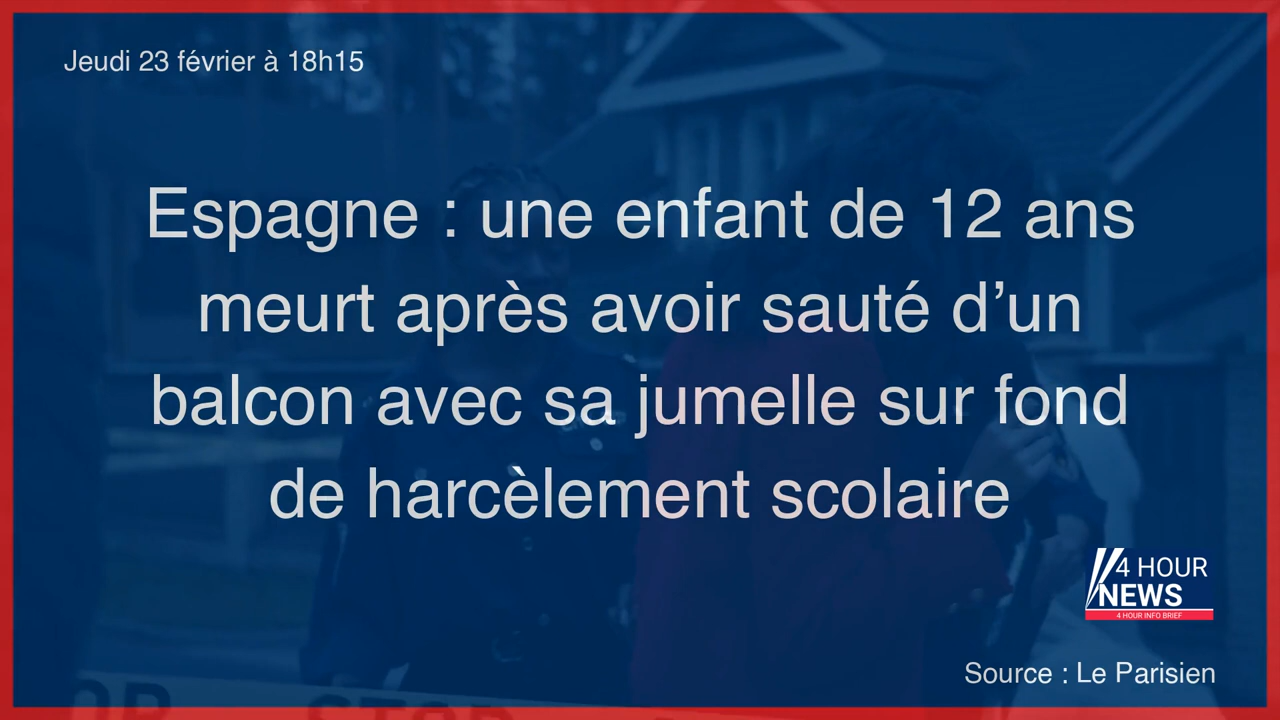 Jeudi 23 février à 18h15
Espagne : une enfant de 12 ans
meurt après avoir sauté d’un
balcon avec sa jumelle sur fond
de harcèlement scolaire
4 HOUR
NEWS
4 HOUR INFO BRIEF
Source : Le Parisien
STOP